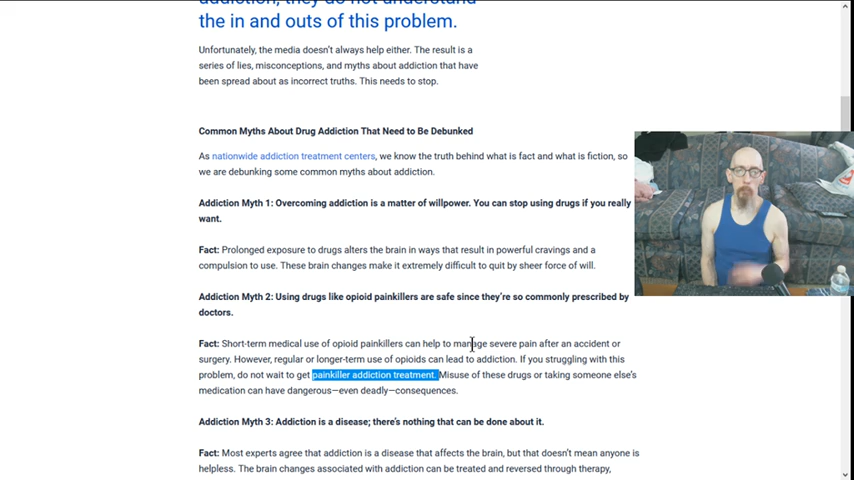 addiction, they do not understand
the in and outs of this problem.
Unfortunately, the media doesn't always help either. The result is a
series of lies, misconceptions, and myths about addiction that have
been spread about as incorrect truths. This needs to stop.
Common Myths About Drug Addiction That Need to Be Debunked
As nationwide addiction treatment centers, we know the truth behind what is fact and what is fiction, so
we are debunking some common myths about addiction.
Addiction Myth 1: Overcoming addiction is a matter of willpower. You can stop using drugs if you really
want.
Fact: Prolonged exposure to drugs alters the brain in ways that result in powerful cravings and a
compulsion to use. These brain changes make it extremely difficult to quit by sheer force of will.
Addiction Myth 2: Using drugs like opioid painkillers are safe since they're so commonly prescribed by
doctors.
Fact: Short-term medical use of opioid painkillers can help to manage severe pain after an accident or
surgery. However, regular or longer-term use of opioids can lead to addiction. If you struggling with this
problem, do not wait to get painkiller addiction treatment. Misuse of these drugs or taking someone else's
medication can have dangerous—even deadly—consequences.
Addiction Myth 3: Addiction is a disease; there's nothing that can be done about it.
Fact: Most experts agree that addiction is a disease that affects the brain, but that doesn't mean anyone is
helpless. The brain changes associated with addiction can be treated and reversed through therapy,